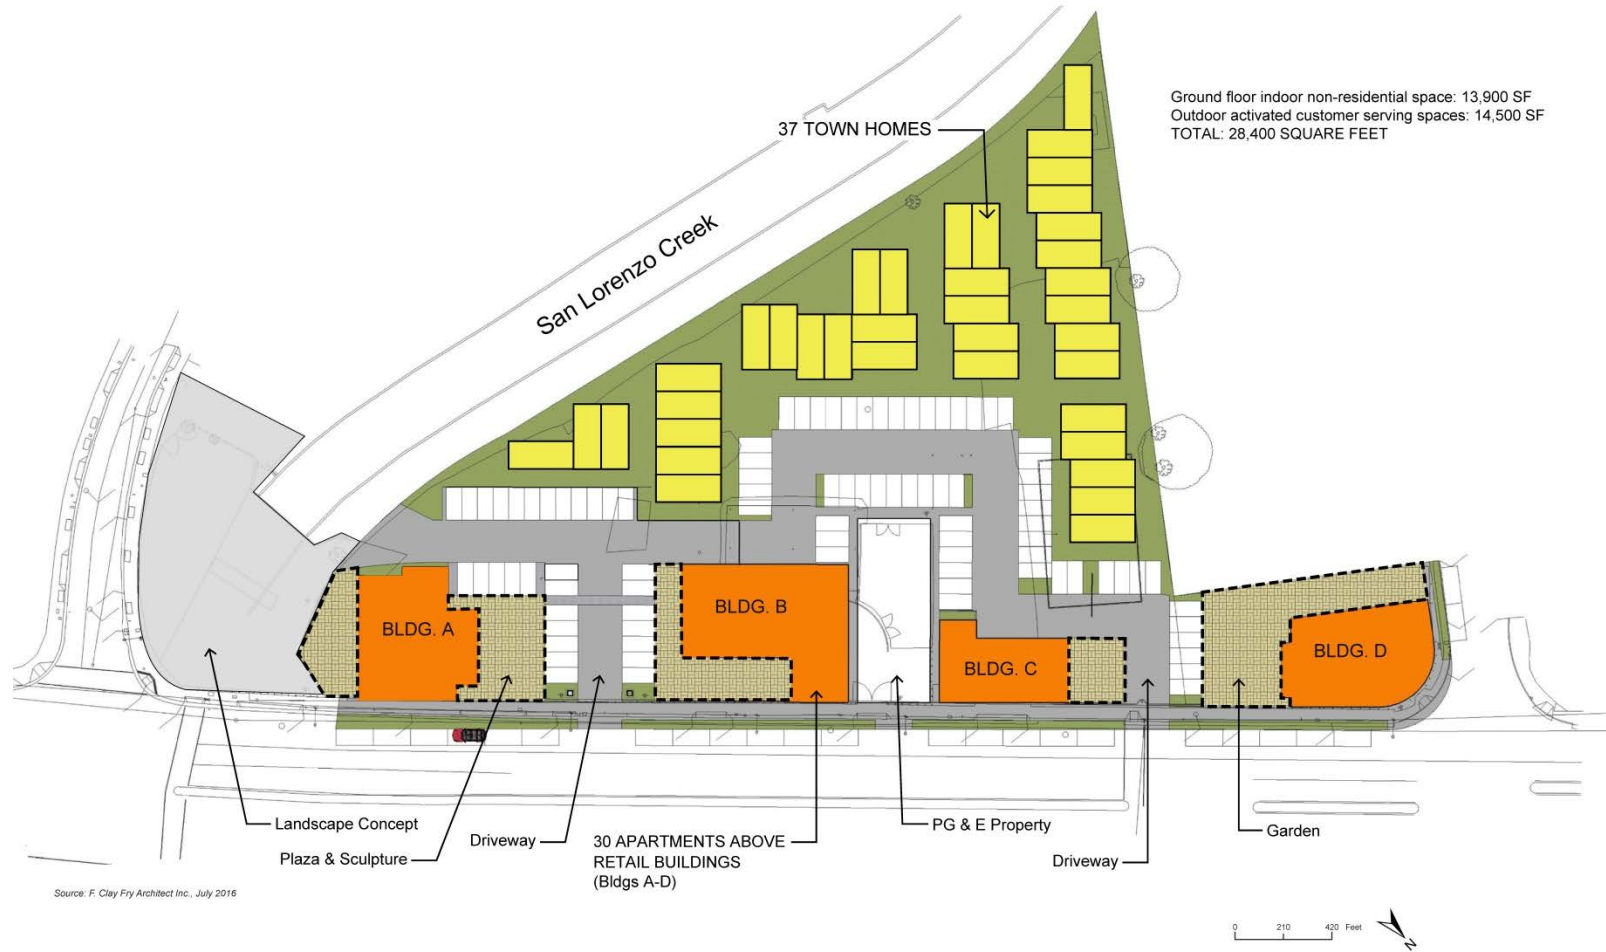 Ground floor indoor non-residential space: 13,900 SF
Outdoor activated customer serving spaces: 14,500 SF
TOTAL: 28,400 SQUARE FEET
37 TOWN HOMES
San Lorenzo Creek
BLDG. A
BLDG. B
BLDG. C
BLDG. D
Landscape Concept
Plaza & Sculpture
Driveway
30 APARTMENTS ABOVE
RETAIL BUILDINGS
(Bldgs A-D)
PG & E Property
Driveway
Garden
Source: F. Clay Fry Architect Inc., July 2016
0 210 420 Feet
N